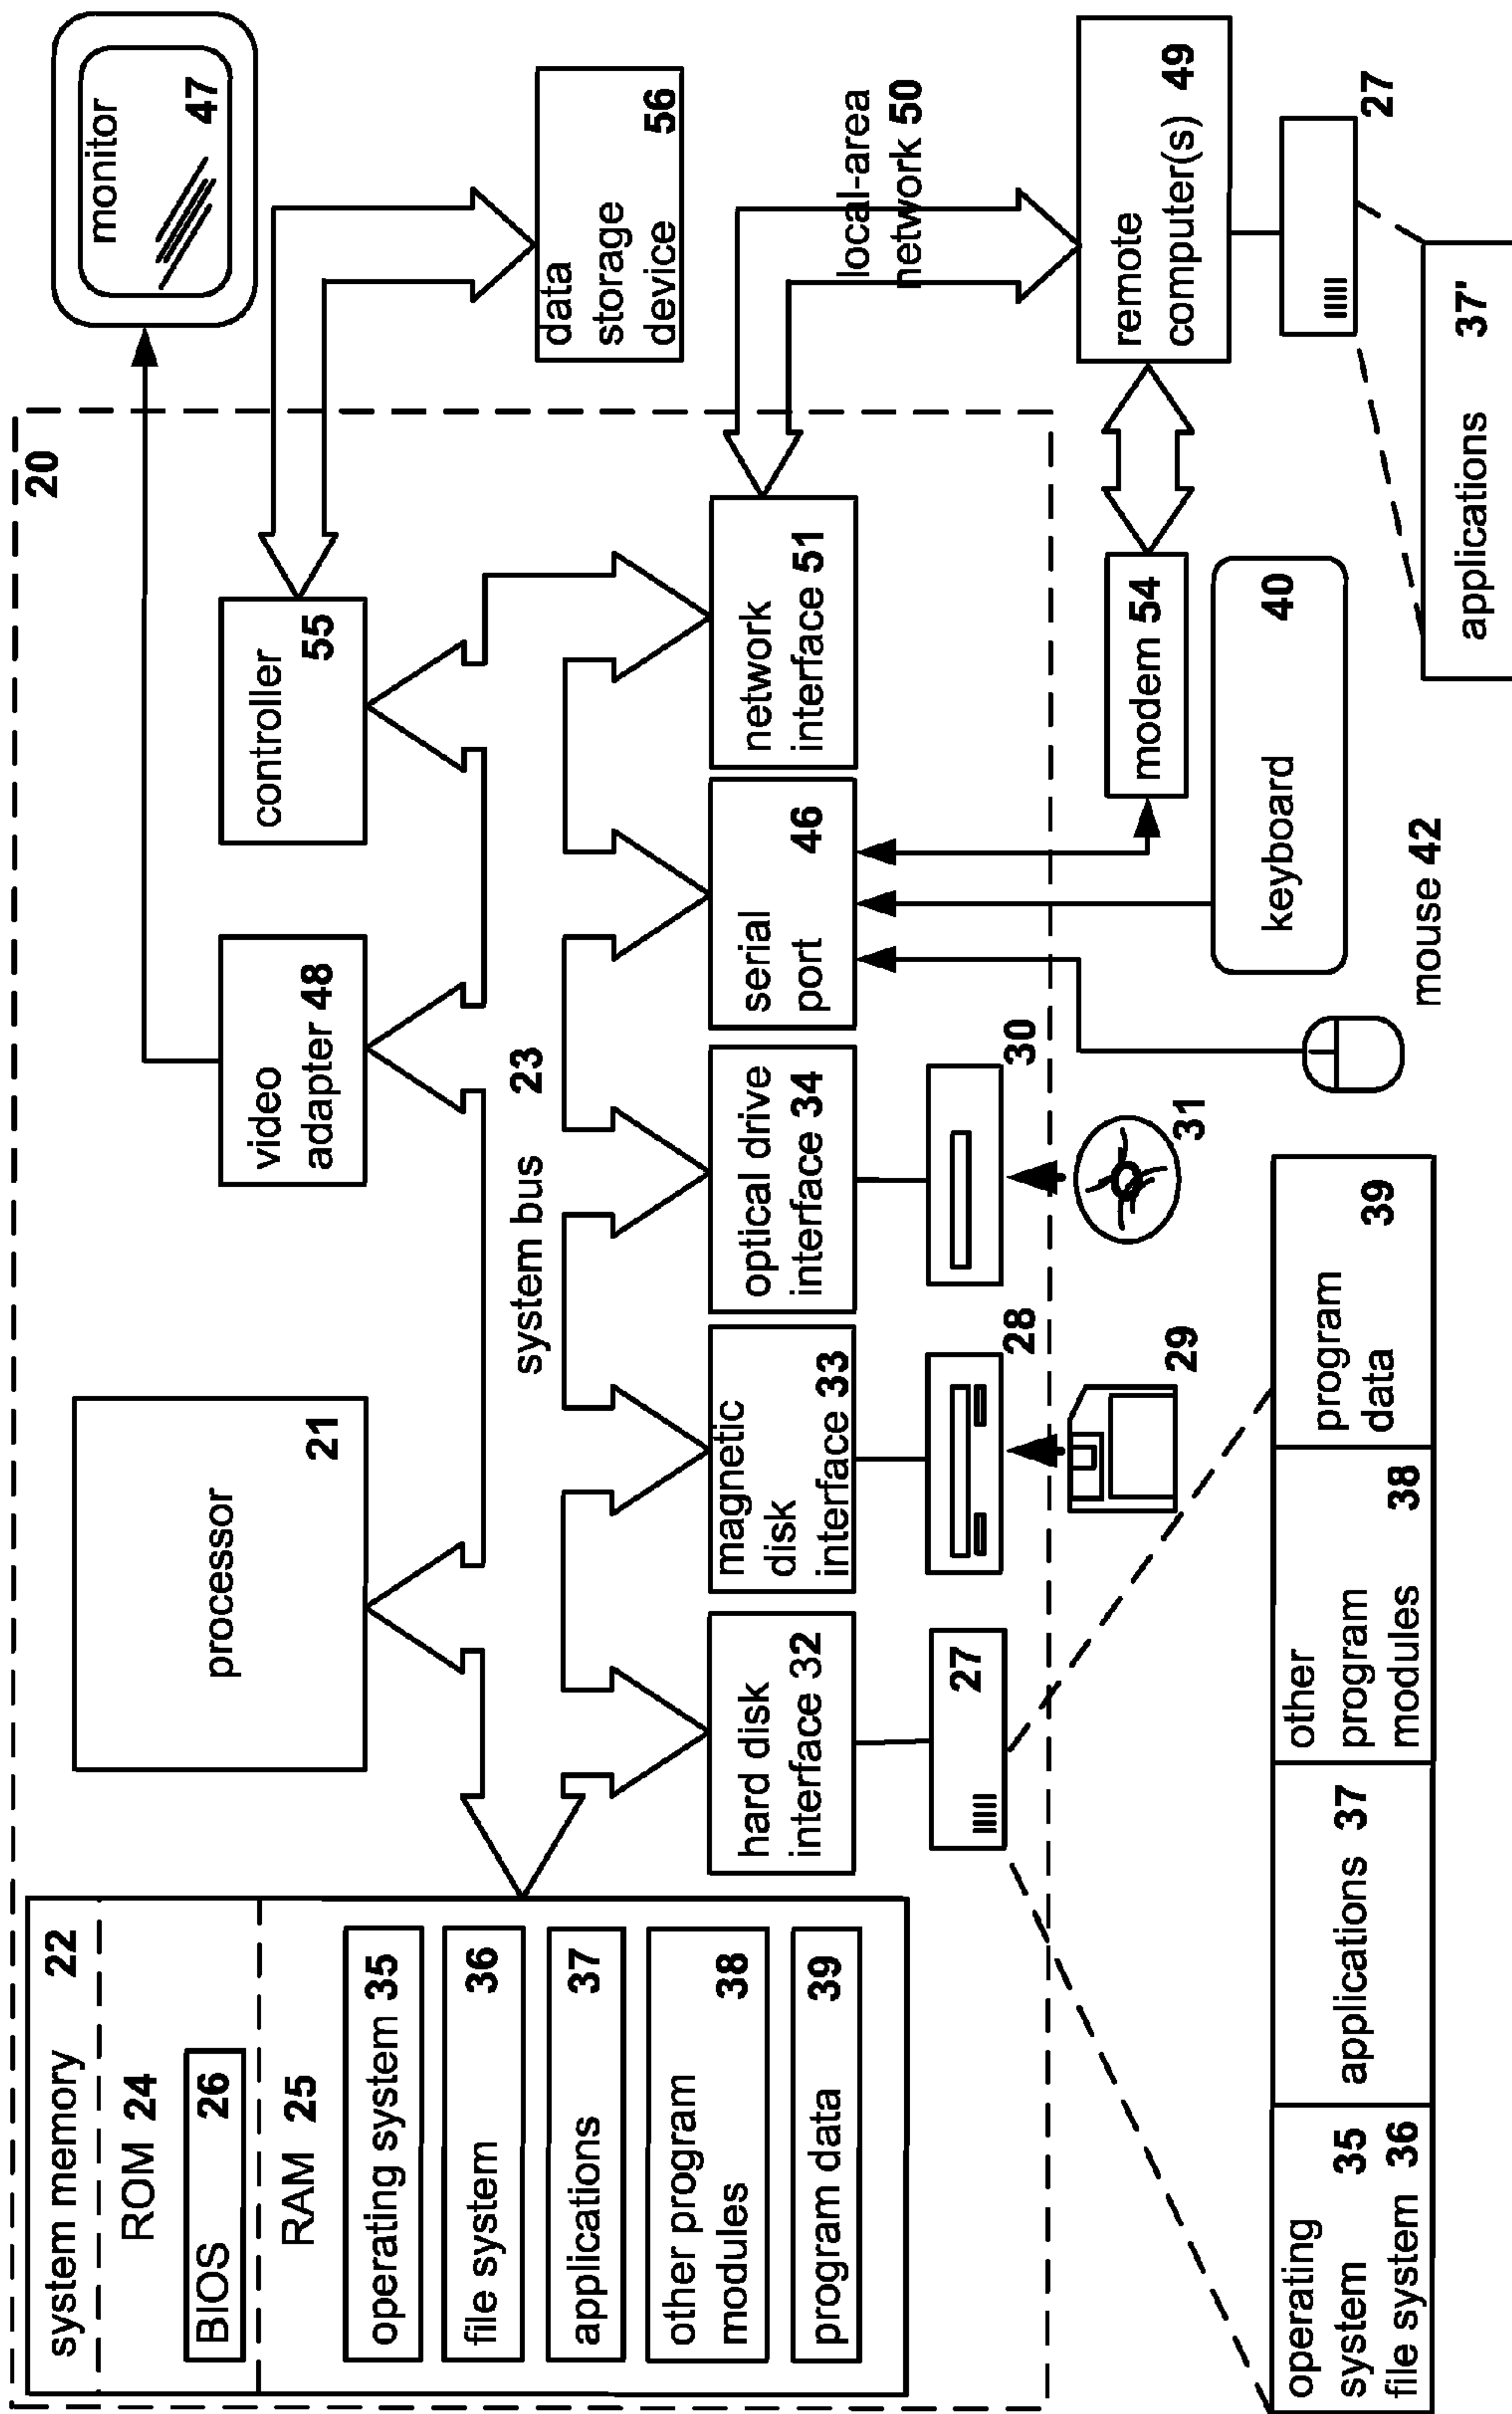 20
system memory 22
ROM 24
BIOS 26
RAM 25
operating system 35
file system 36
applications 37
other program
modules 38
program data 39
processor
21
video
adapter 48
controller
55
monitor
47
system bus 23
data
storage
device 56
hard disk
interface 32
magnetic
disk
interface 33
optical drive
interface 34
serial
port 46
network
interface 51
local-area
network 50
27
28
30
29
31
modem 54
remote
computer(s) 49
keyboard 40
27
mouse 42
operating
system 35
file system 36
applications 37
other
program
modules 38
program
data 39
applications 37'